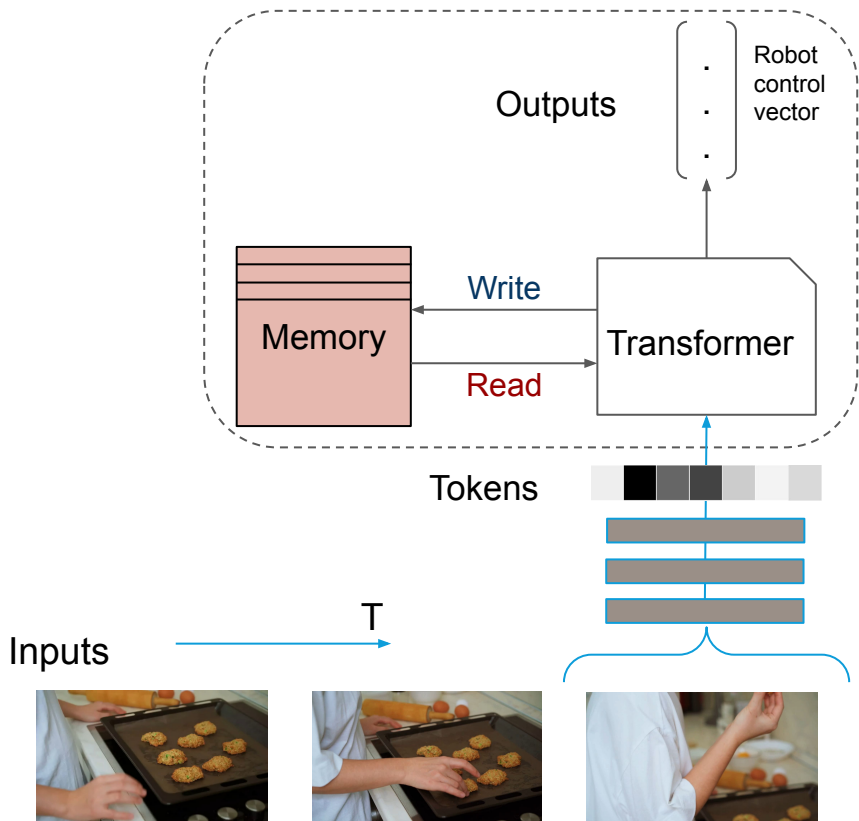 Robot
control
vector
Outputs
Write
Memory
Transformer
Read
Tokens
T
Inputs